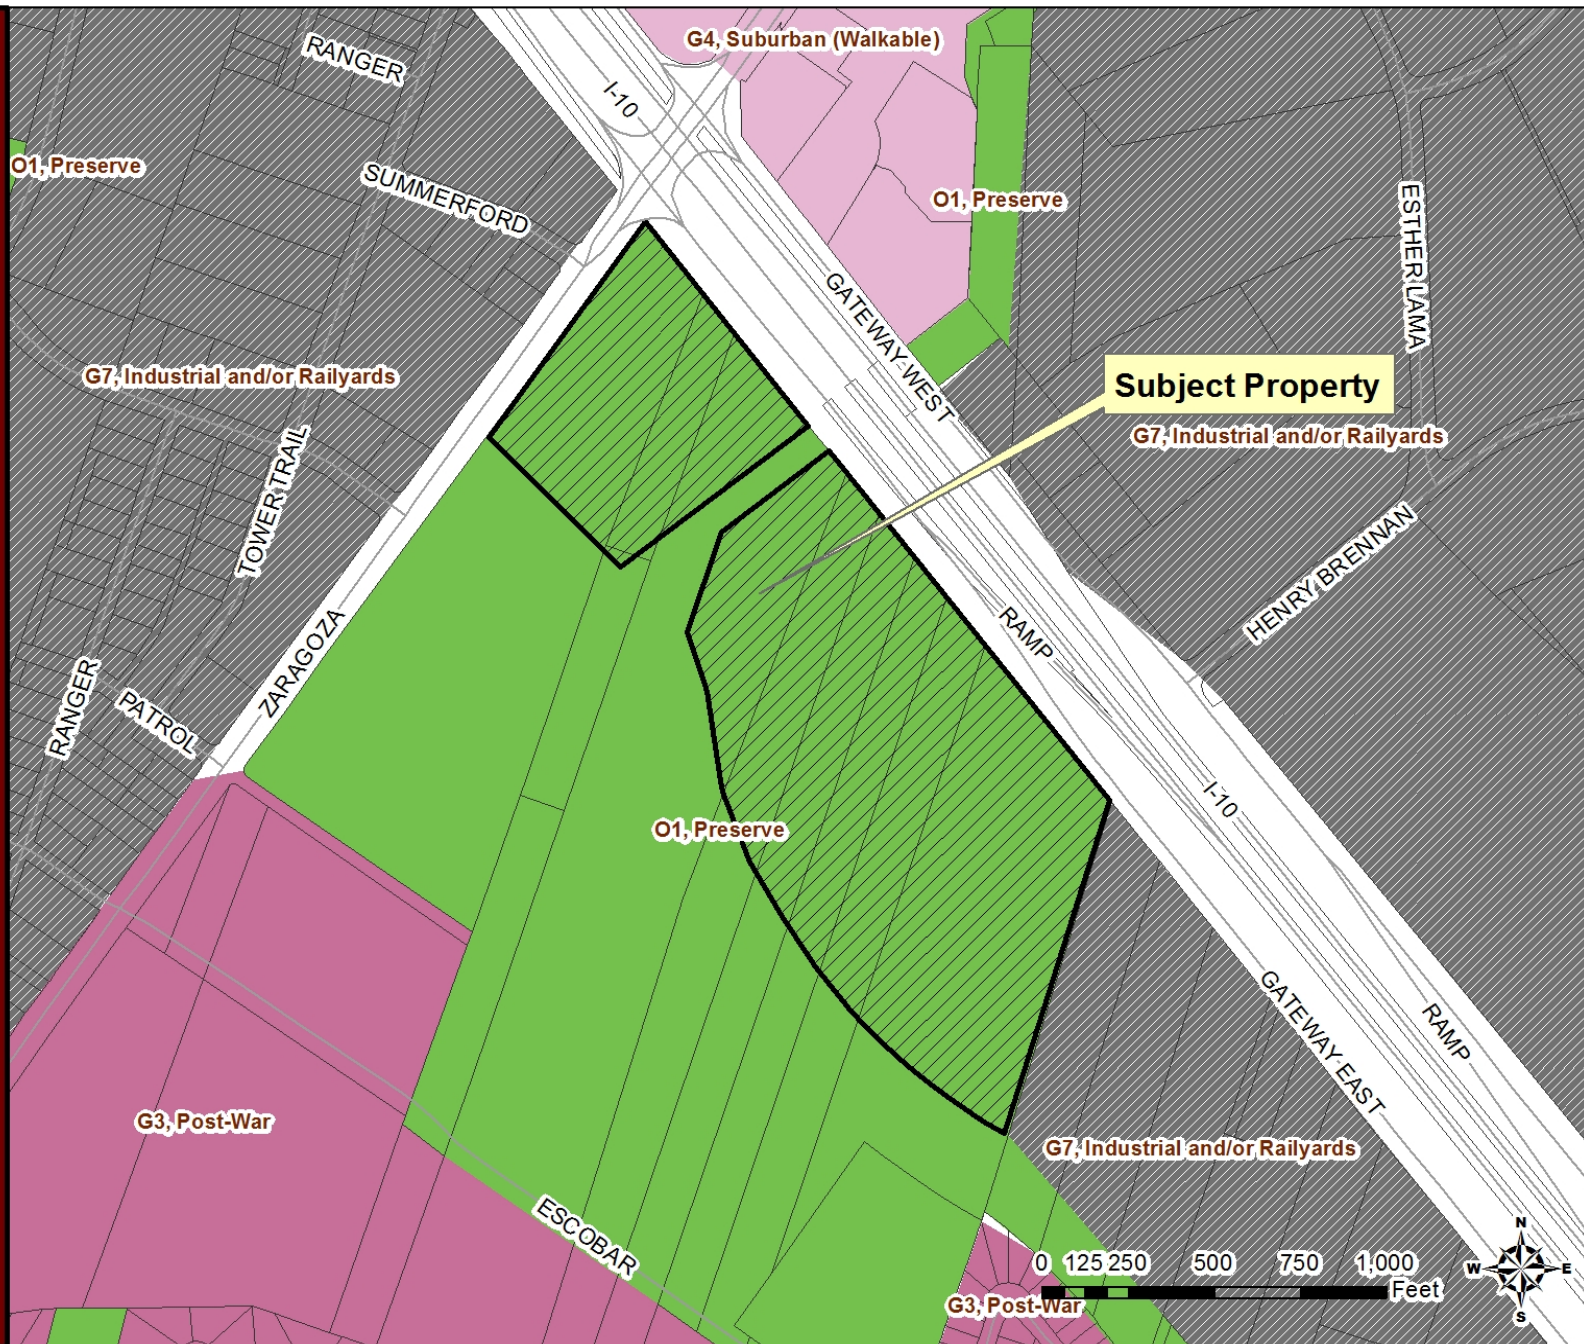 G4, Suburban (Walkable)
RANGER
I-10
O1, Preserve
SUMMERFORD
O1, Preserve
ESTHER LAMA
GATEWAY WEST
G7, Industrial and/or Railyards
Subject Property
G7, Industrial and/or Railyards
TOWER TRAIL
HENRY BRENNAN
ZARAGOZA
RAMP
RANGER
PATROL
I-10
O1, Preserve
GATEWAY EAST
RAMP
G3, Post-War
G7, Industrial and/or Railyards
ESCOBAR
N
W E
S
0 125 250 500 750 1,000
Feet
G3, Post-War